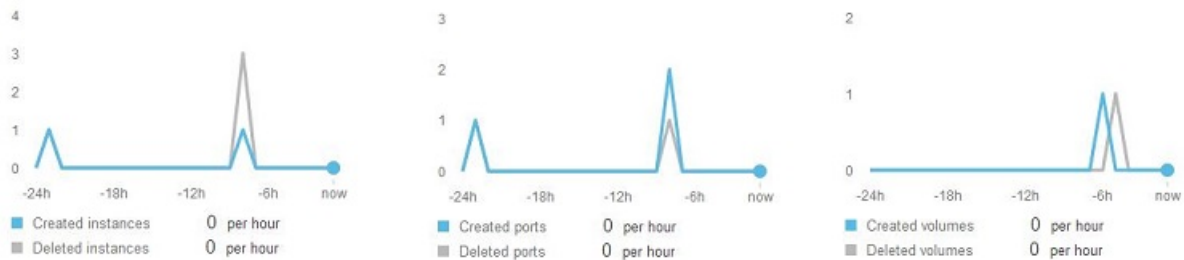 4
3
2
1
0
-24h -18h -12h -6h now
Created instances 0 per hour
Deleted instances 0 per hour
3
2
1
0
-24h -18h -12h -6h now
Created ports 0 per hour
Deleted ports 0 per hour
2
1
0
-24h -18h -12h -6h now
Created volumes 0 per hour
Deleted volumes 0 per hour